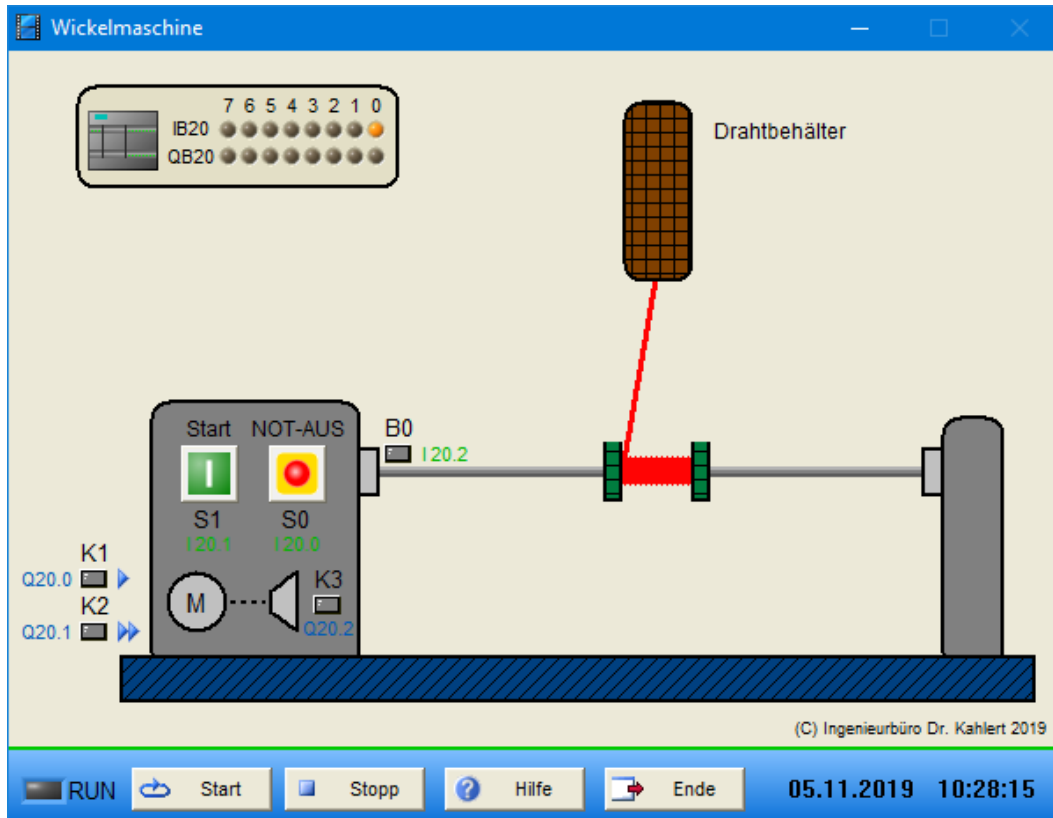 Wickelmaschine
7 6 5 4 3 2 1 0
IB20
QB20
Drahtbehälter
Start NOT-AUS
B0
I 20.2
S1 S0
I 20.1 I 20.0
K1
Q20.0
K2
Q20.1
M
K3
Q20.2
(C) Ingenieurbüro Dr. Kahlert 2019
RUN Start Stopp Hilfe Ende 05.11.2019 10:28:15